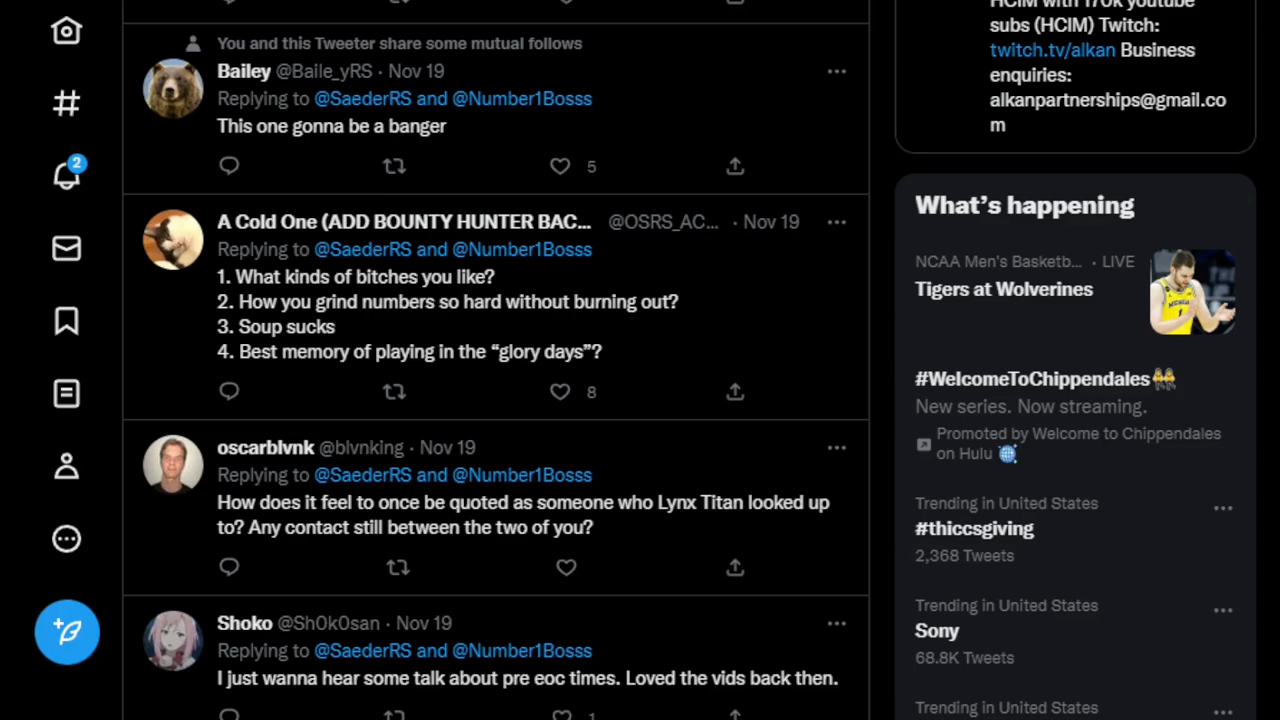 You and this Tweeter share some mutual follows
Bailey @Baile_yRS · Nov 19
Replying to @SaederRS and @Number1Bosss
This one gonna be a banger
5
A Cold One (ADD BOUNTY HUNTER BAC... @OSRS_AC... · Nov 19
Replying to @SaederRS and @Number1Bosss
1. What kinds of bitches you like?
2. How you grind numbers so hard without burning out?
3. Soup sucks
4. Best memory of playing in the “glory days”?
8
oscarblvnk @blvnking · Nov 19
Replying to @SaederRS and @Number1Bosss
How does it feel to once be quoted as someone who Lynx Titan looked up
to? Any contact still between the two of you?
Shoko @Sh0k0san · Nov 19
Replying to @SaederRS and @Number1Bosss
I just wanna hear some talk about pre eoc times. Loved the vids back then.
1
2
HCIM with 170k youtube
subs (HCIM) Twitch:
twitch.tv/alkan Business
enquiries:
alkanpartnerships@gmail.co
m
What’s happening
NCAA Men's Basketb... · LIVE
Tigers at Wolverines
MICHIGAN
1
#WelcomeToChippendales
New series. Now streaming.
Promoted by Welcome to Chippendales
on Hulu
Trending in United States
#thiccsgiving
2,368 Tweets
Trending in United States
Sony
68.8K Tweets
Trending in United States